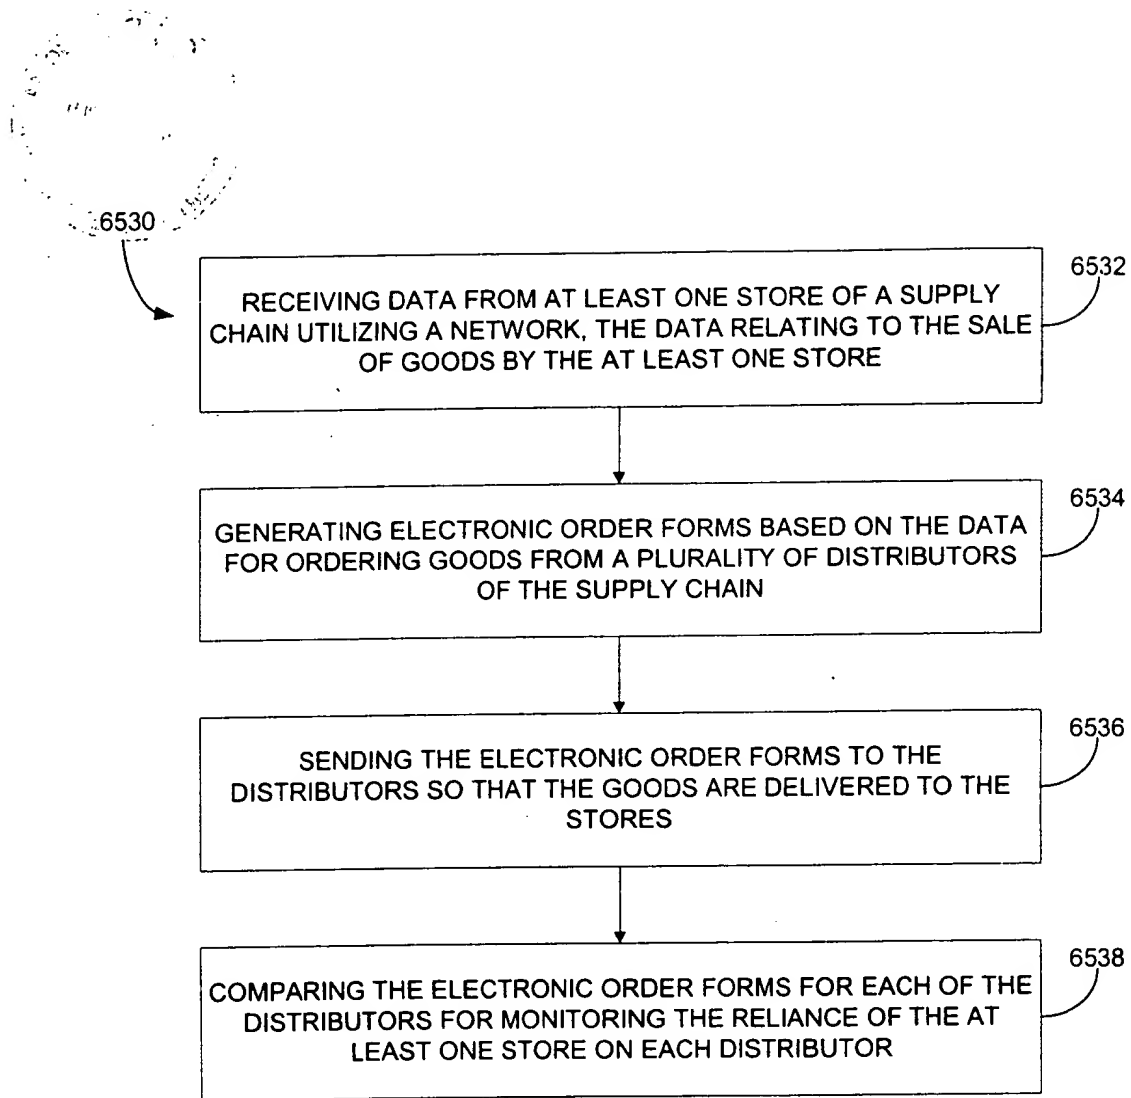 6530
6532
RECEIVING DATA FROM AT LEAST ONE STORE OF A SUPPLY
CHAIN UTILIZING A NETWORK, THE DATA RELATING TO THE SALE
OF GOODS BY THE AT LEAST ONE STORE
6534
GENERATING ELECTRONIC ORDER FORMS BASED ON THE DATA
FOR ORDERING GOODS FROM A PLURALITY OF DISTRIBUTORS
OF THE SUPPLY CHAIN
6536
SENDING THE ELECTRONIC ORDER FORMS TO THE
DISTRIBUTORS SO THAT THE GOODS ARE DELIVERED TO THE
STORES
6538
COMPARING THE ELECTRONIC ORDER FORMS FOR EACH OF THE
DISTRIBUTORS FOR MONITORING THE RELIANCE OF THE AT
LEAST ONE STORE ON EACH DISTRIBUTOR